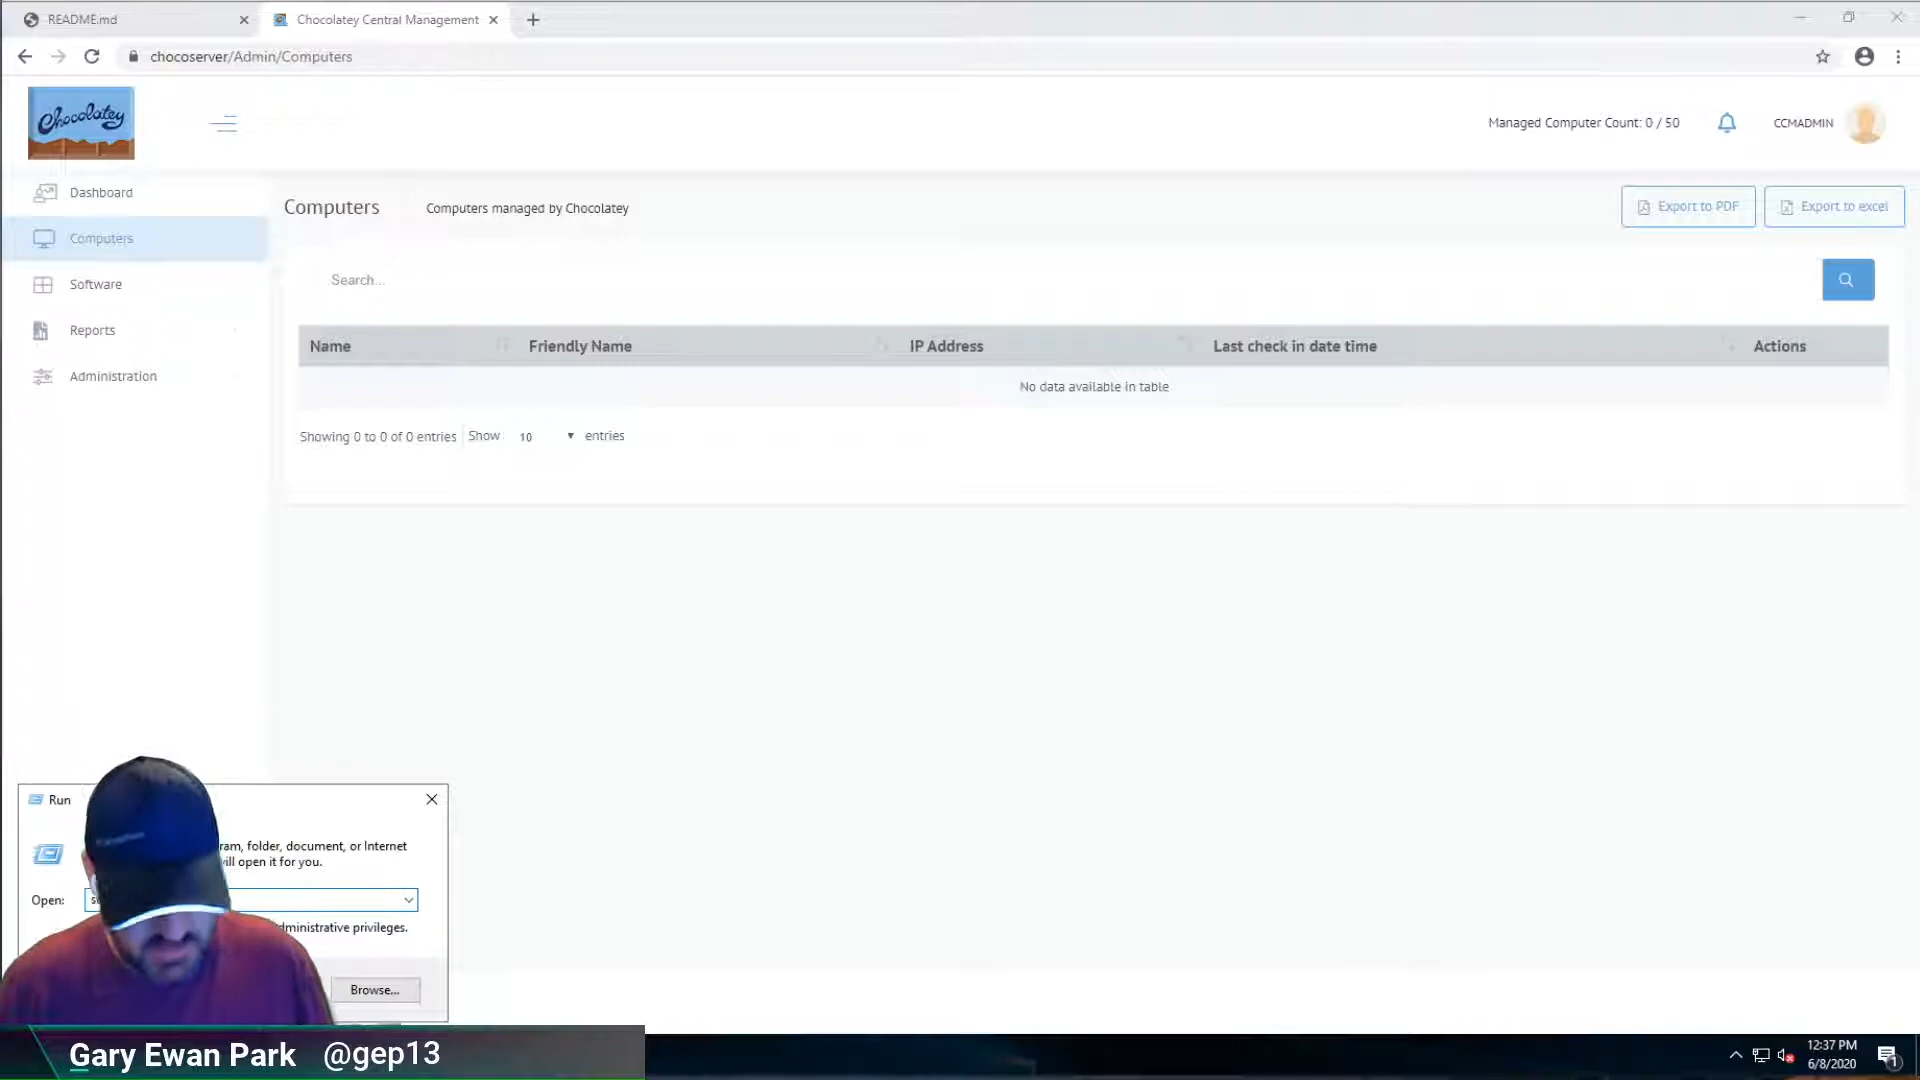 README.md
Chocolatey Central Management
chocoserver/Admin/Computers
Chocolatey
Managed Computer Count: 0 / 50
CCMADMIN
Dashboard
Computers
Software
Reports
Administration
Computers
Computers managed by Chocolatey
Export to PDF
Export to excel
Search...
Name
Friendly Name
IP Address
Last check in date time
Actions
No data available in table
Showing 0 to 0 of 0 entries
Show
10
entries
Run
folder, document, or Internet
open it for you.
Open:
privileges.
Browse...
Gary Ewan Park @gep13
12:37 PM
6/8/2020
1